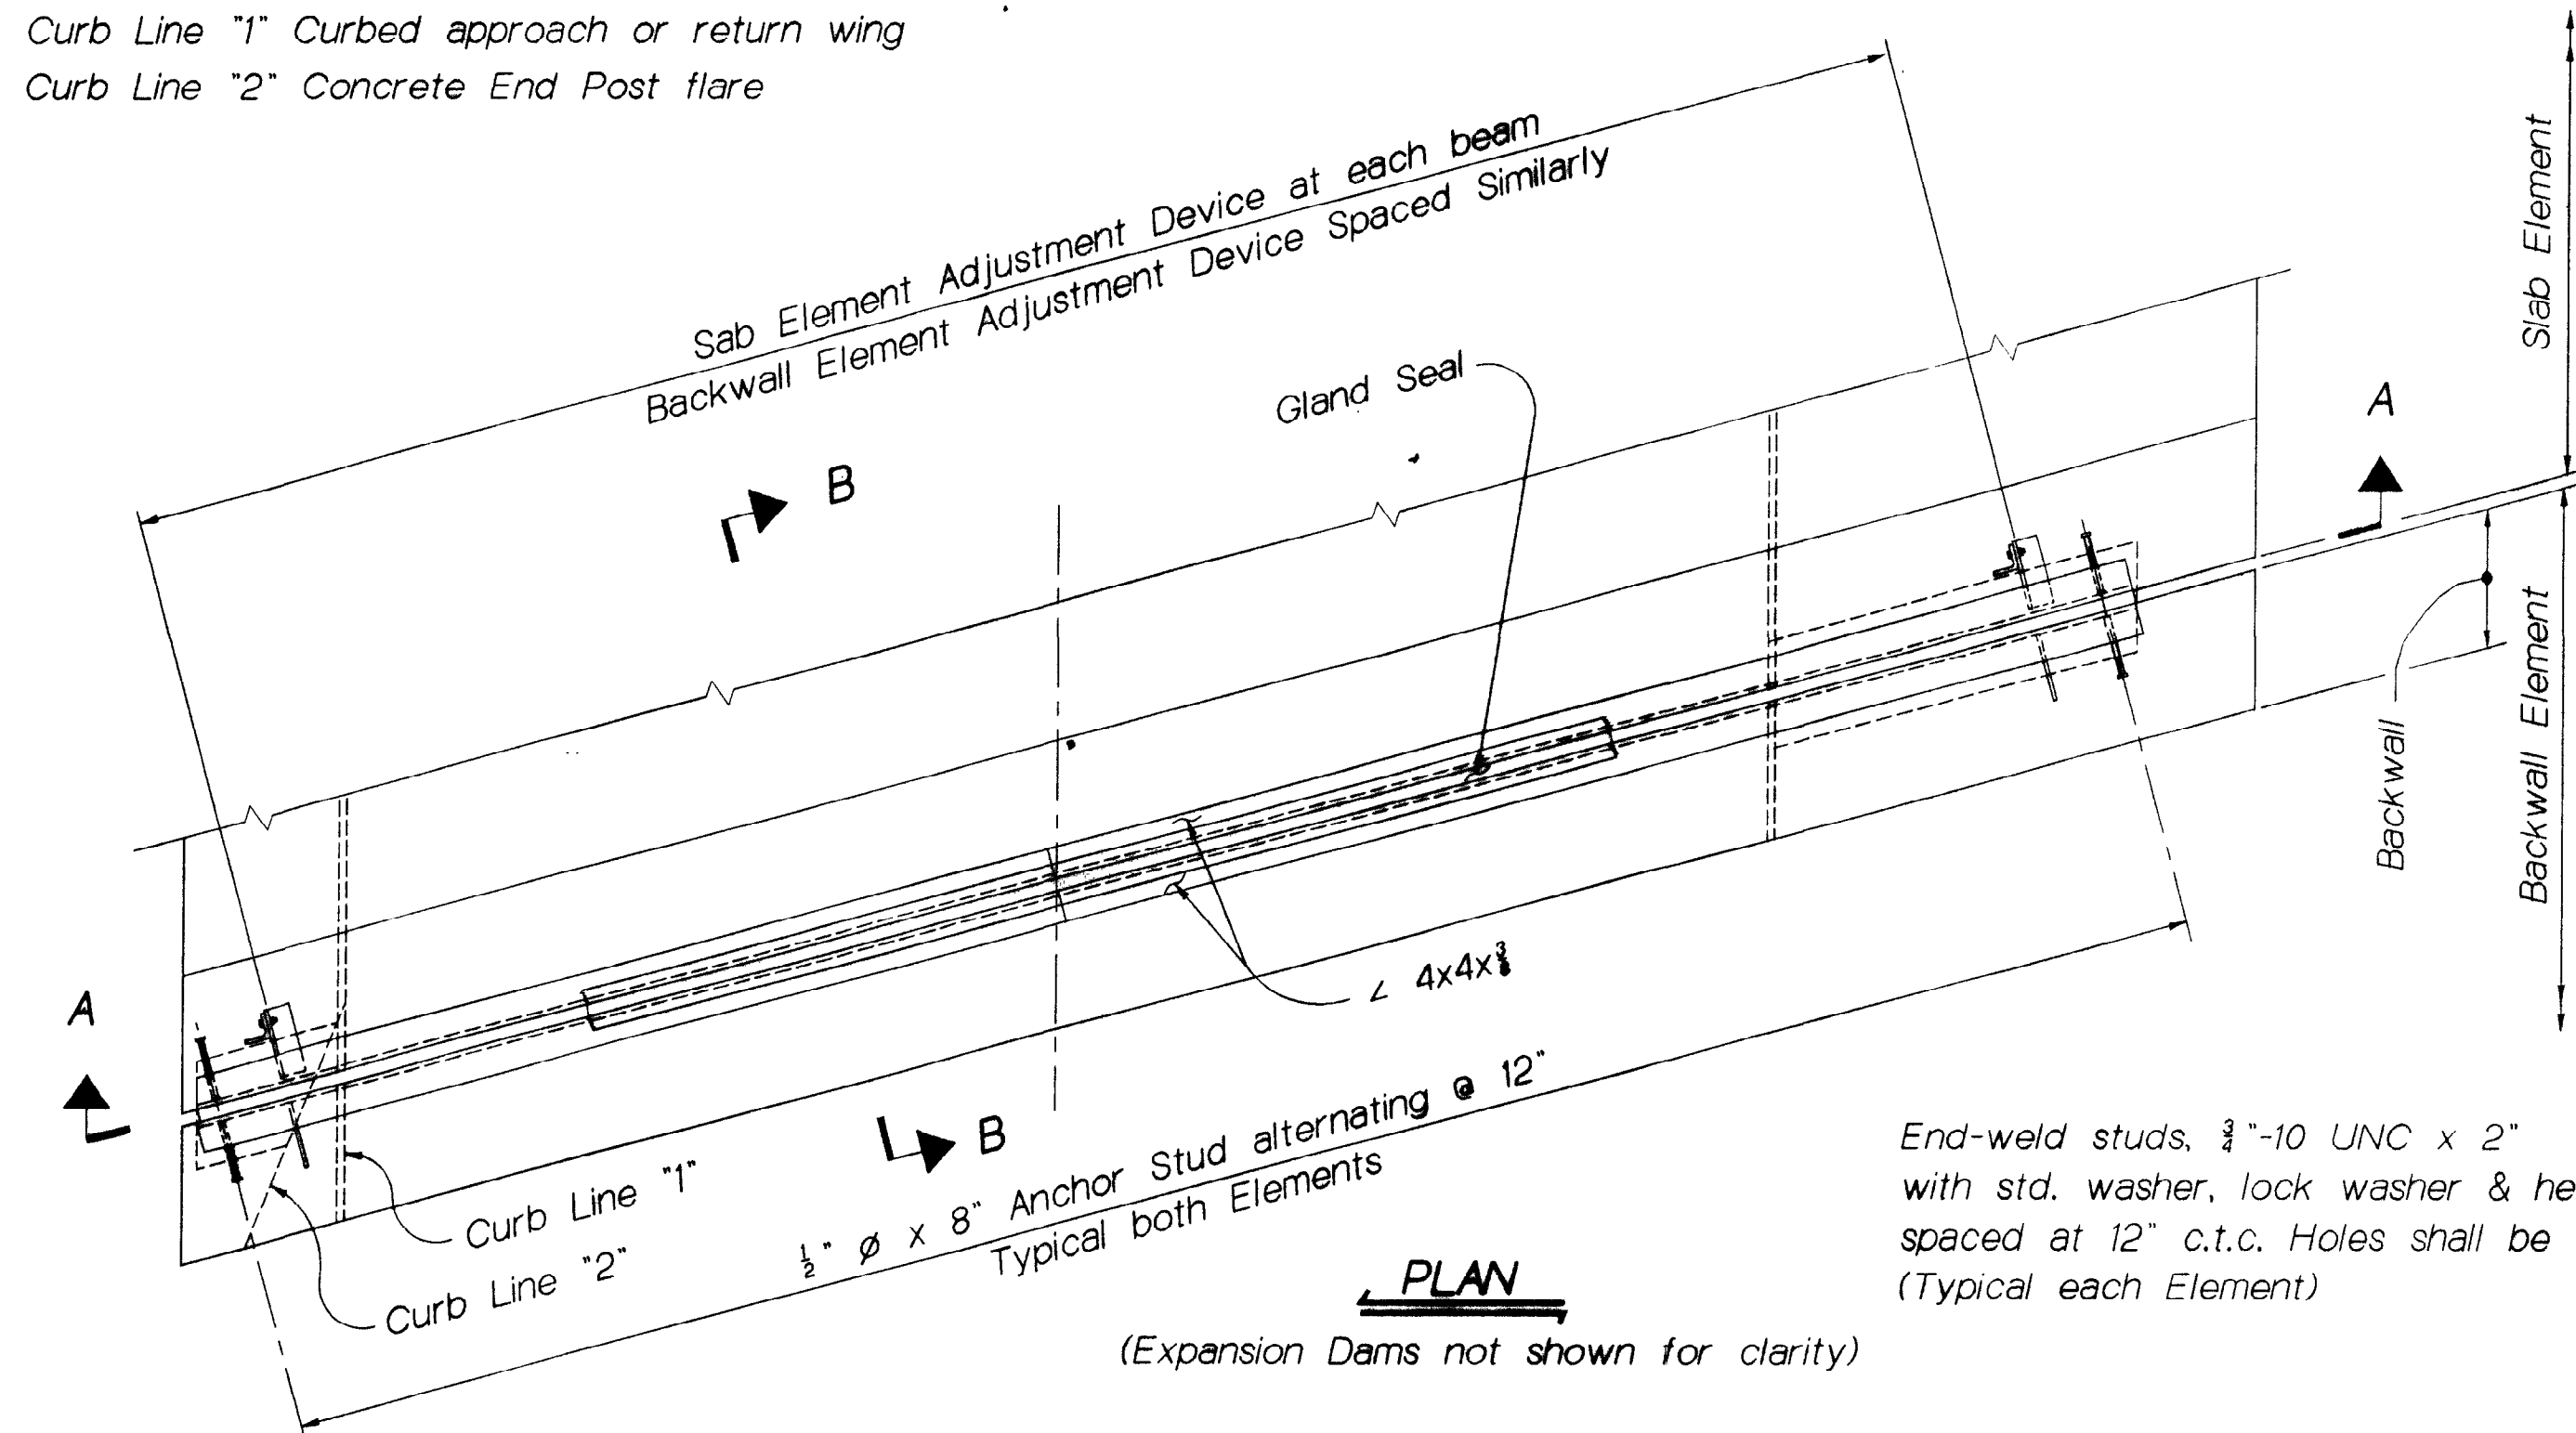 Curb Line "1" Curbed approach or return wing
Curb Line "2" Concrete End Post flare
Sab Element Adjustment Device at each beam
Backwall Element Adjustment Device Spaced Similarly
Slab Element
Gland Seal
A
B
Backwall
Backwall Element
∠ 4x4x⅜
A
B
Curb Line "1"
Curb Line "2"
½" Ø x 8" Anchor Stud alternating @ 12"
Typical both Elements
End-weld studs, ¾"-10 UNC x 2"
with std. washer, lock washer &
spaced at 12" c.t.c. Holes shall be
(Typical each Element)
PLAN
(Expansion Dams not shown for clarity)